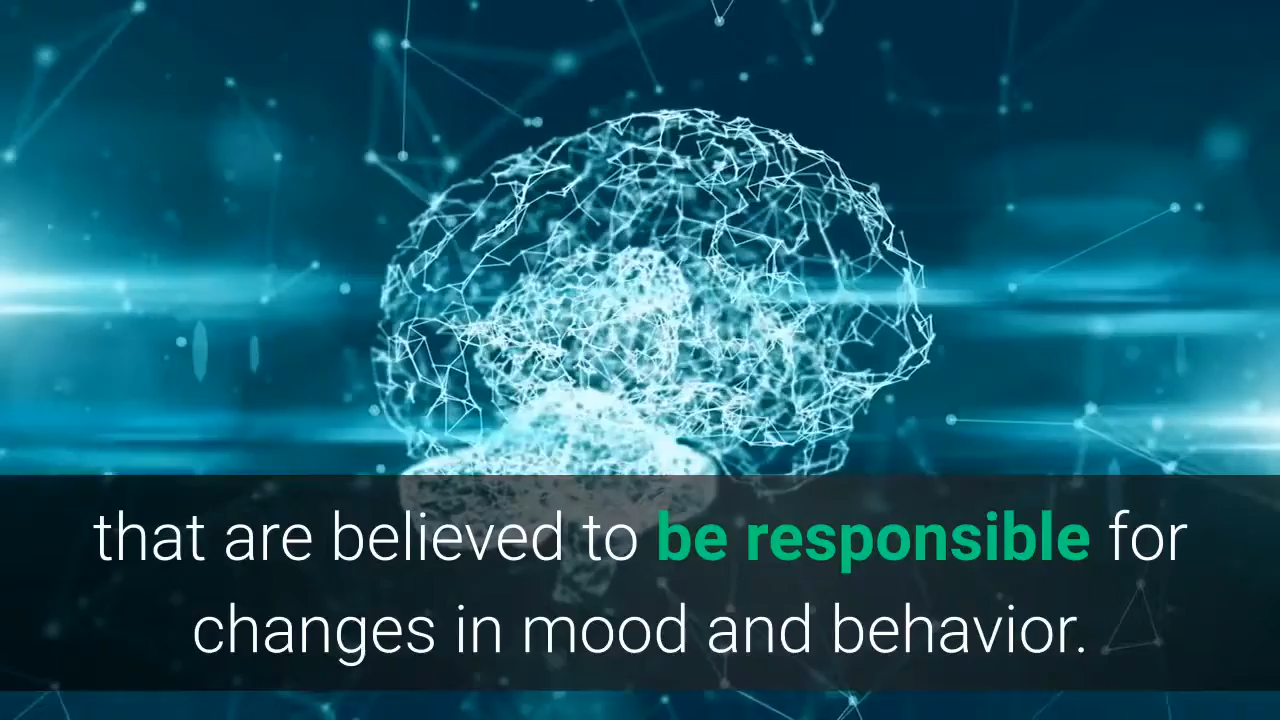 that are believed to be responsible for
changes in mood and behavior.